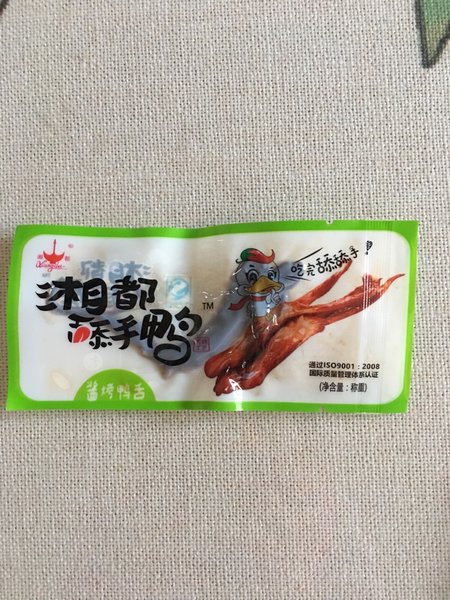 吃完舔舔手!
湘都
TM
舔手鸭
通过ISO9001:2008
国际质量管理体系认证
(净含量:称重)
酱烤鸭舌